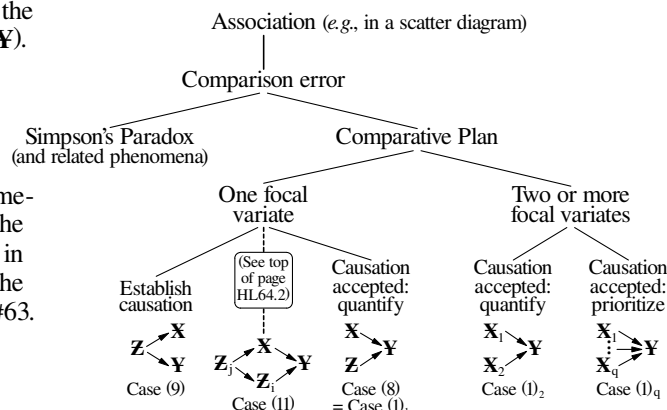 the
¥).
me-
the
in
the
#63.
Association (e.g., in a scatter diagram)
Comparison error
Simpson's Paradox
(and related phenomena)
Comparative Plan
One focal
variate
Two or more
focal variates
Establish
causation
(See top
of page
HL64.2)
Causation
accepted:
quantify
Causation
accepted:
quantify
Causation
accepted:
prioritize
Z X Y
Case (9)
Zj X Zi Y
Case (11)
X Z Y
Case (8)
= Case (1)
X1 X2 Y
Case (1)2
X1 Xq Y
Case (1)q